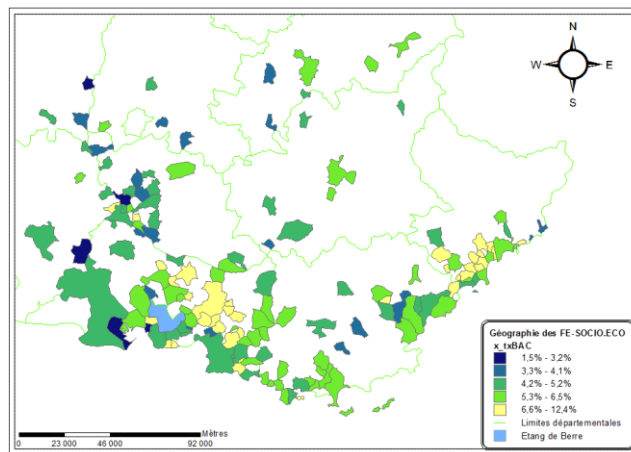 N
W E
S
Géographie des FE-SOCIO.ECO
x_txBAC
1,5% - 3,2%
3,3% - 4,1%
4,2% - 5,2%
5,3% - 6,5%
6,6% - 12,4%
Limites départementales
Etang de Berre
Mètres
0 23 000 46 000 92 000